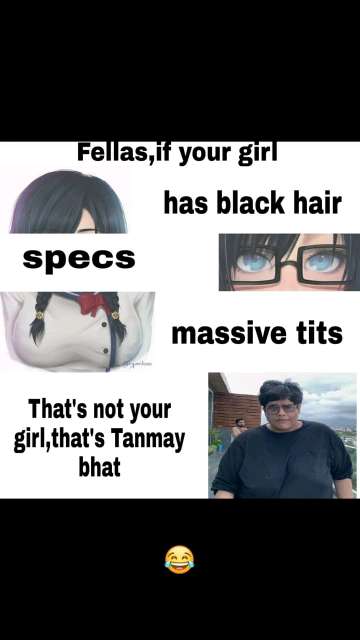 Fellas,if your girl
has black hair
specs
massive tits
That's not your
girl,that's Tanmay
bhat
😂